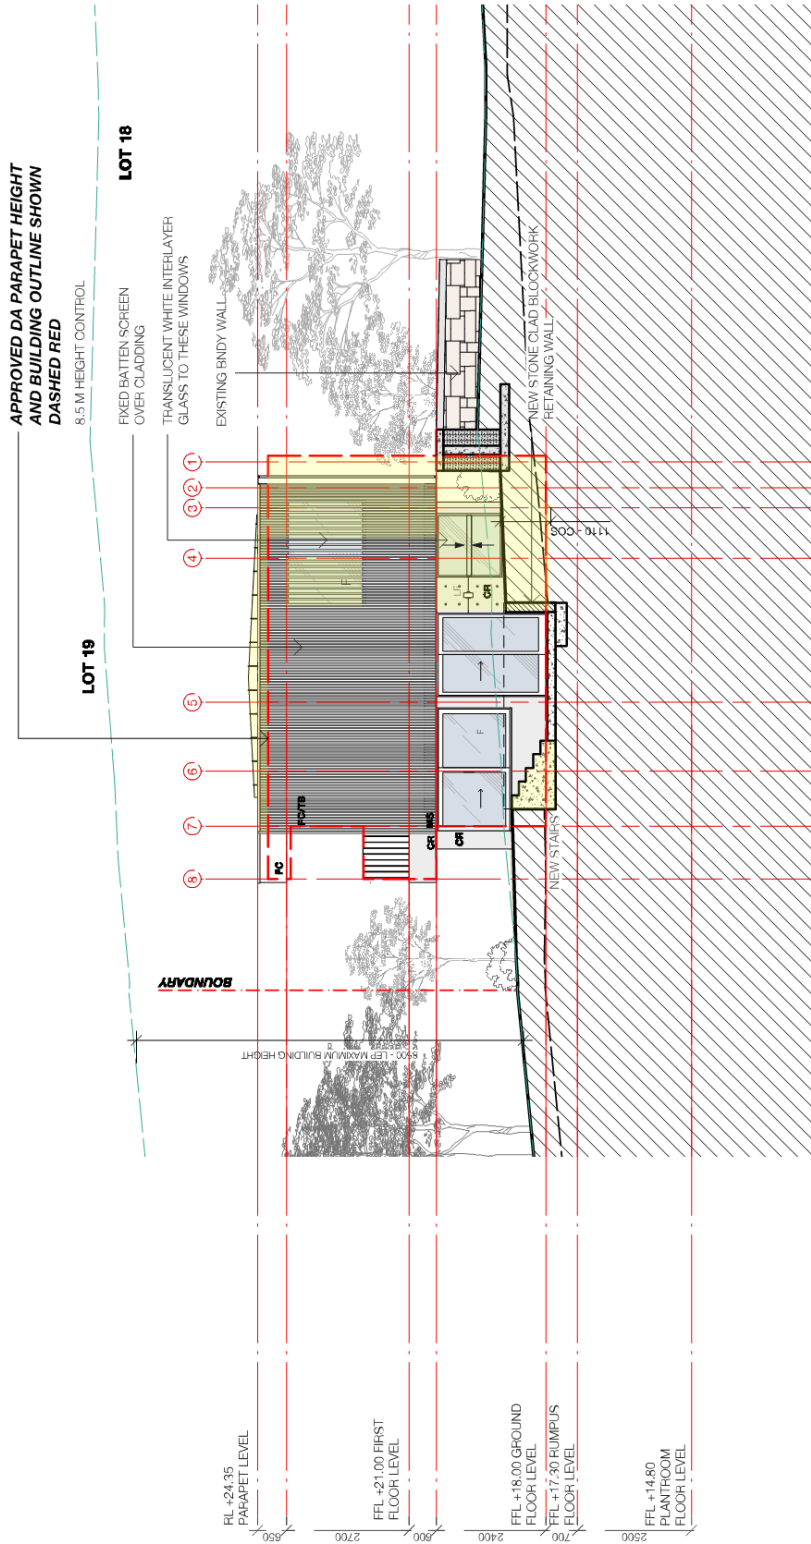 APPROVED DA PARAPET HEIGHT
AND BUILDING OUTLINE SHOWN
DASHED RED
8.5 M HEIGHT CONTROL
LOT 18
FIXED BATTEN SCREEN
OVER CLADDING
TRANSLUCENT WHITE INTERLAYER
GLASS TO THESE WINDOWS
EXISTING BNDY WALL
LOT 19
1
2
3
4
5
6
7
8
FC
FC/TB
F
MS
CR
CR
CR
F
BOUNDARY
8500 - LEP MAXIMUM BUILDING HEIGHT
NEW STONE CLAD BLOCKWORK
RETAINING WALL
1110 - COS
NEW STAIRS
RL +24.35
PARAPET LEVEL
FFL +21.00 FIRST
FLOOR LEVEL
FFL +18.00 GROUND
FLOOR LEVEL
FFL +17.30 RUMPUS
FLOOR LEVEL
FFL +14.80
PLANTROOM
FLOOR LEVEL
650
2700
600
2400
700
2500